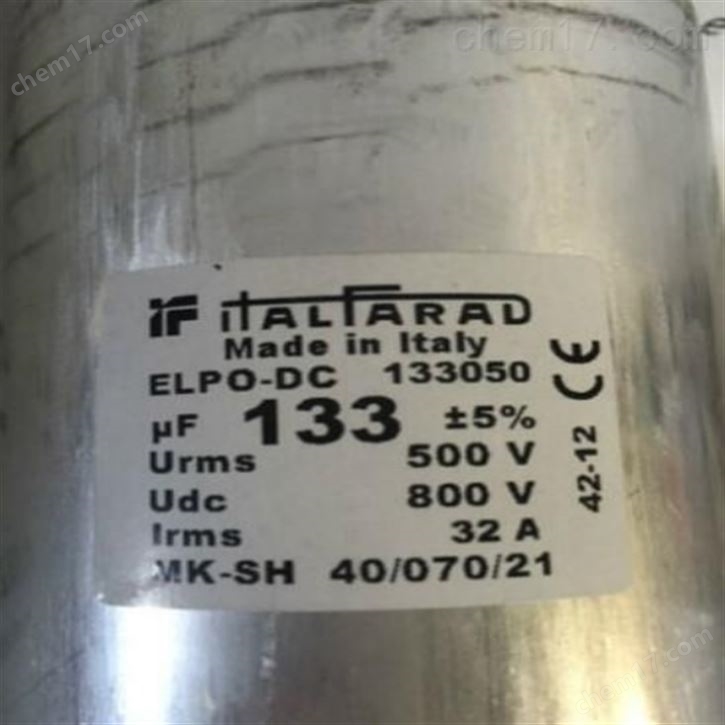 chem17.com
chem17.com
IF ITALFARAD
Made in Italy
ELPO-DC 133050
µF 133 ±5%
Urms 500 V
Udc 800 V
Irms 32 A
MK-SH 40/070/21
CE
42-12